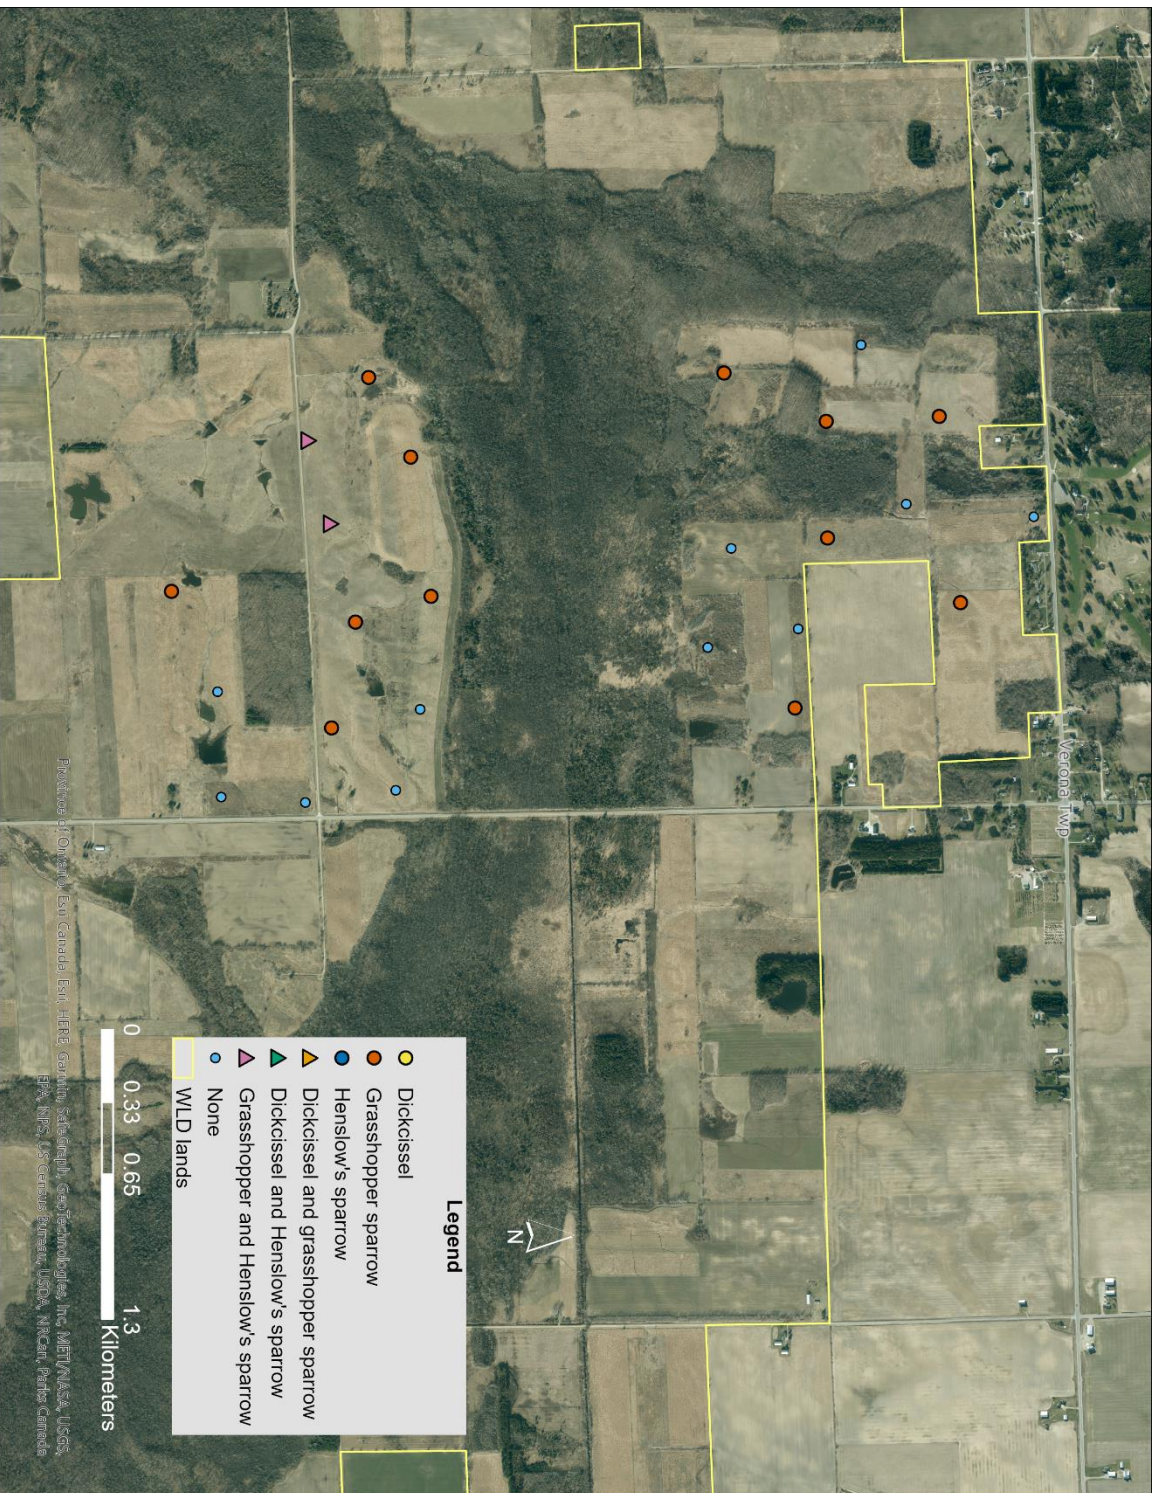 Verona Twp
Legend
Dickcissel
Grasshopper sparrow
Henslow's sparrow
Dickcissel and grasshopper sparrow
Dickcissel and Henslow's sparrow
Grasshopper and Henslow's sparrow
None
WLD lands
N
0 0.33 0.65 1.3
Kilometers
Province of Ontario, Esri Canada, Esri, HERE, Garmin, SafeGraph, GeoTechnologies, Inc, METI/NASA, USGS,
EPA, NPS, US Census Bureau, USDA, NRCan, Parks Canada